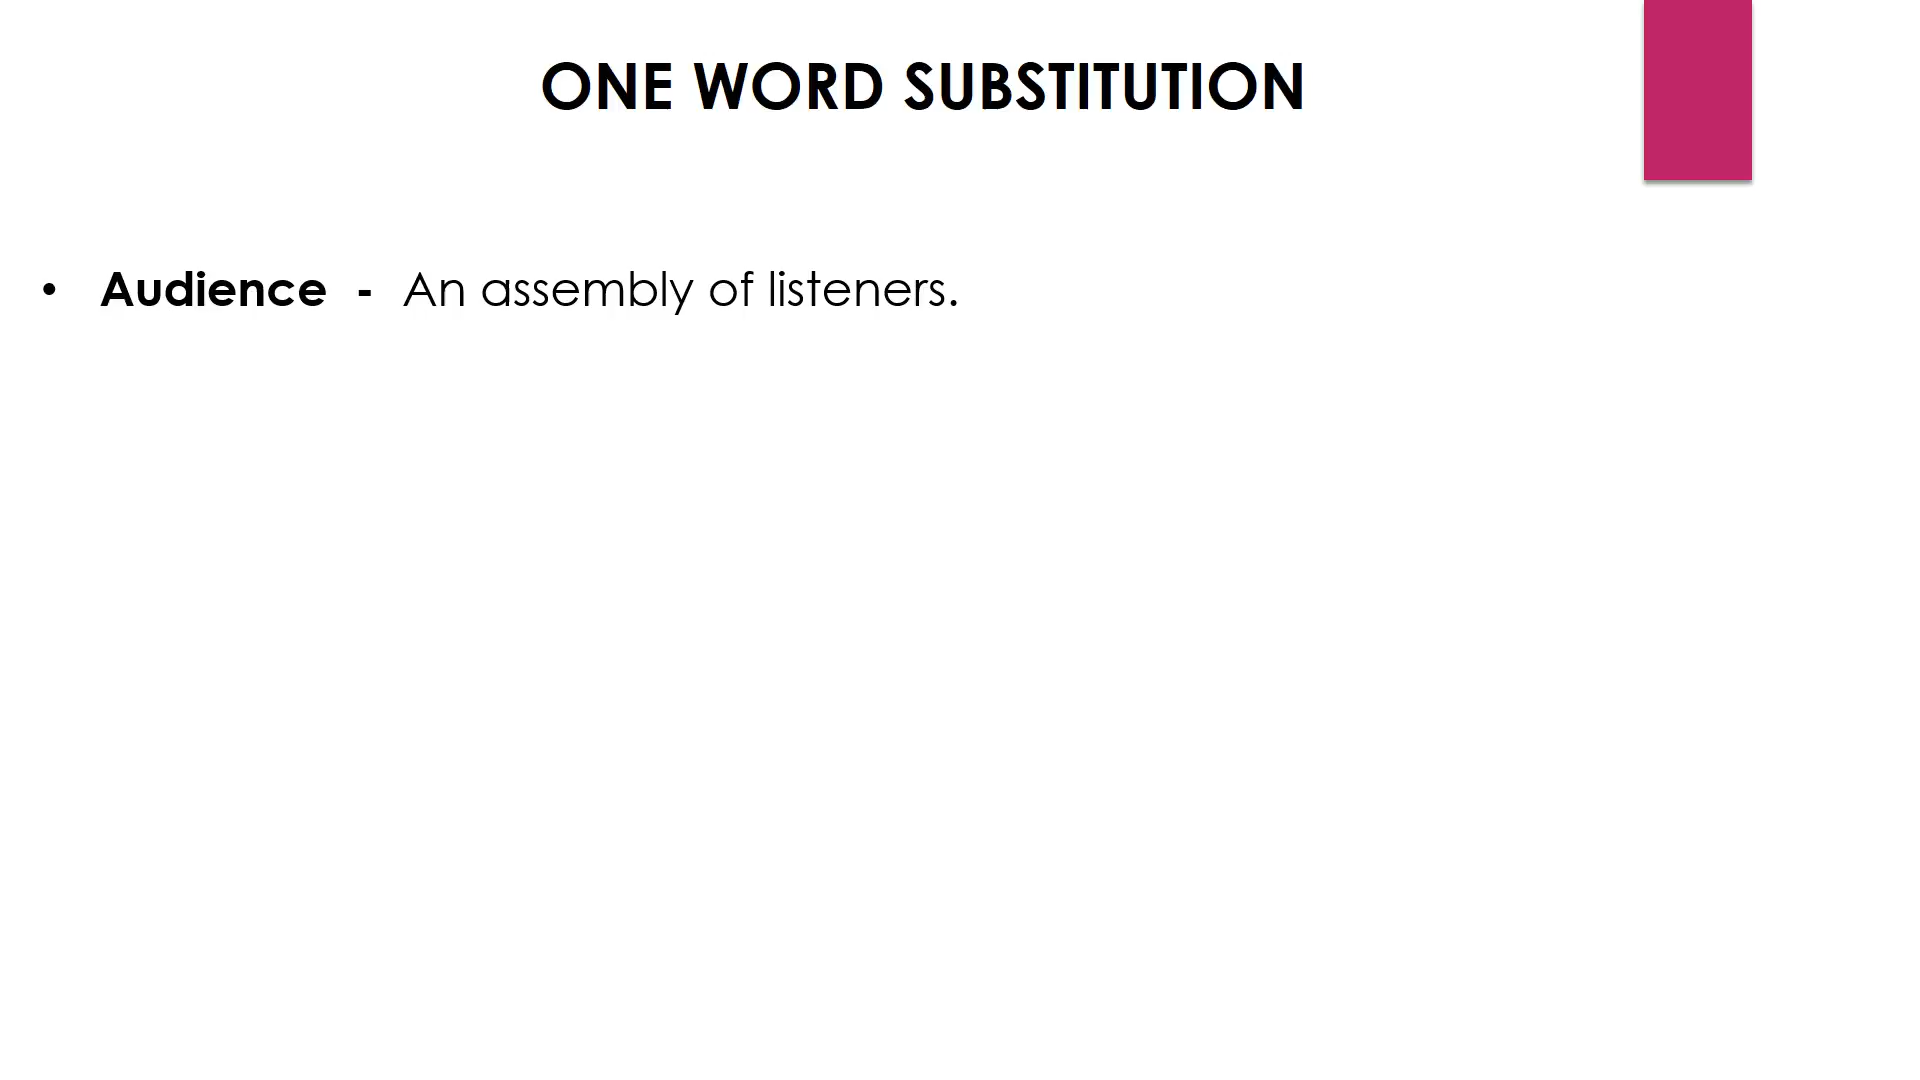 ONE WORD SUBSTITUTION
• Audience - An assembly of listeners.